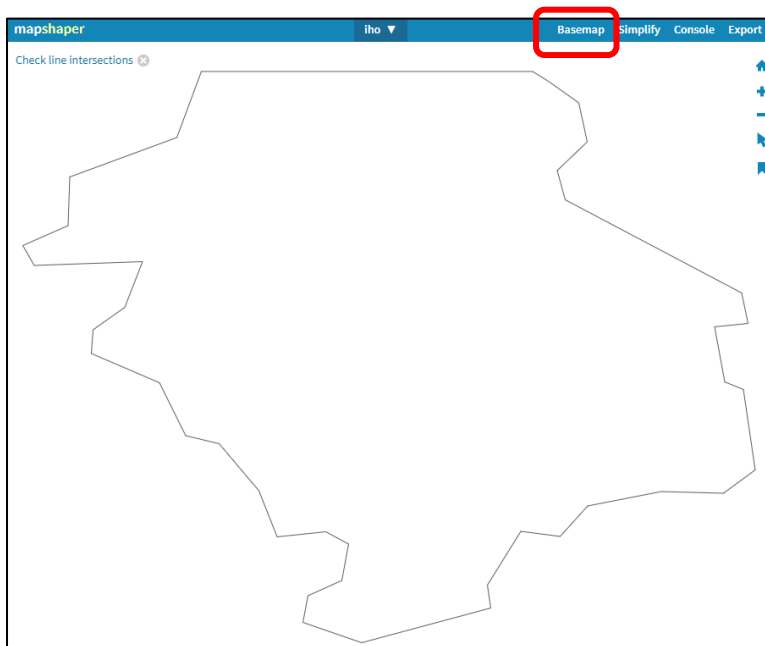 mapshaper iho ▼ Basemap Simplify Console Export
Check line intersections